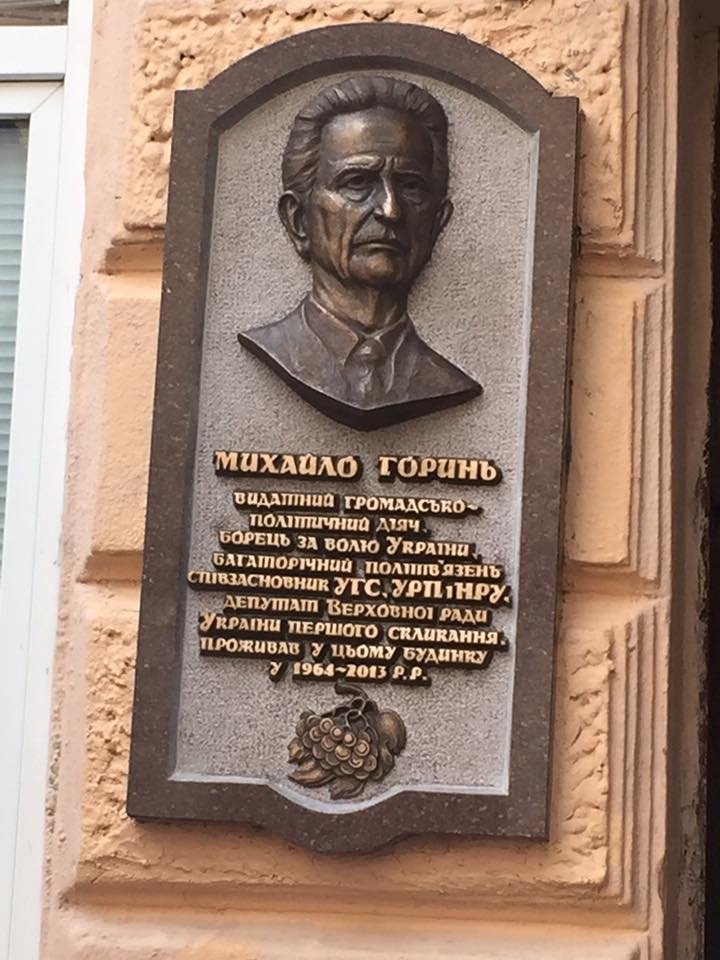 МИХАЙЛО ГОРИНЬ
ВИДАТНИЙ ГРОМАДСЬКО-
ПОЛІТИЧНИЙ ДІЯЧ,
БОРЕЦЬ ЗА ВОЛЮ УКРАЇНИ,
БАГАТОРІЧНИЙ ПОЛІТВ'ЯЗЕНЬ
СПІВЗАСНОВНИК УГС, УРП І НРУ,
ДЕПУТАТ ВЕРХОВНОЇ РАДИ
УКРАЇНИ ПЕРШОГО СКЛИКАННЯ.
ПРОЖИВАВ У ЦЬОМУ БУДИНКУ
У 1964-2013 Р.Р.